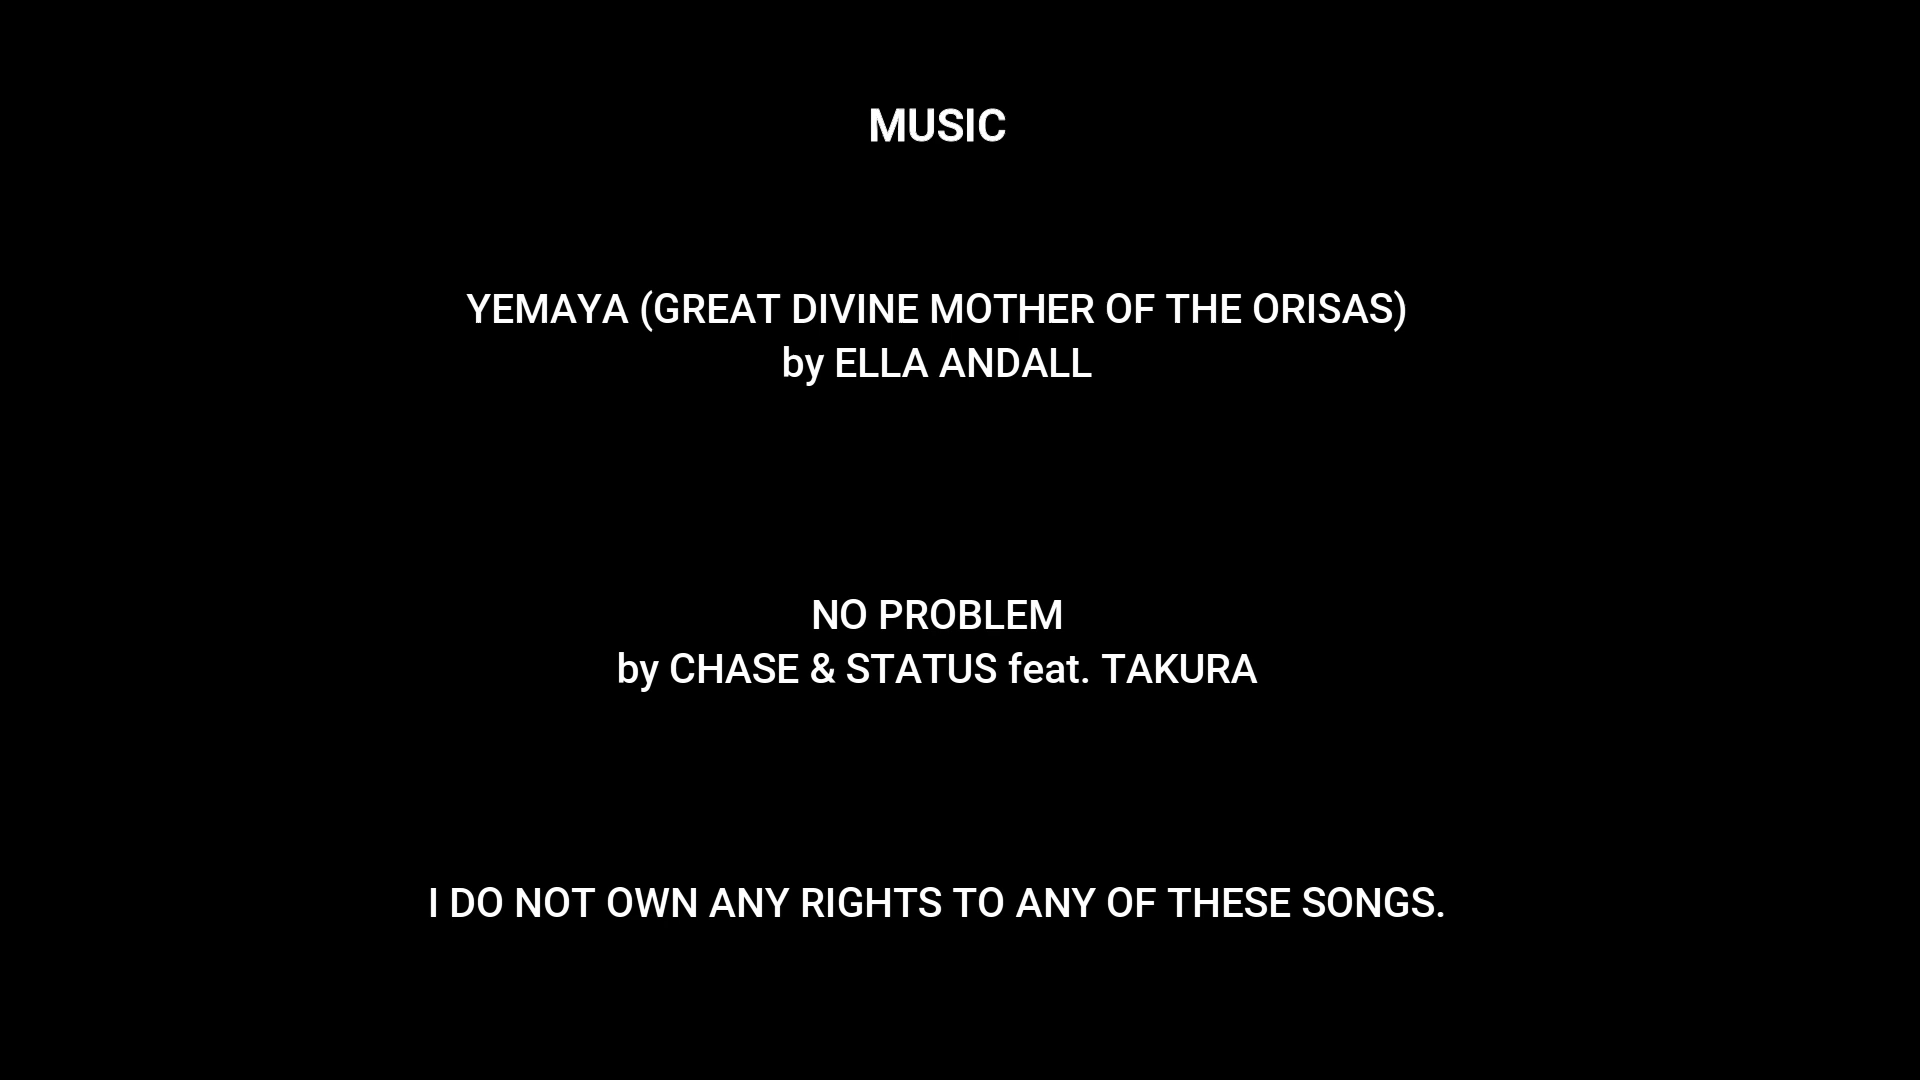 MUSIC
YEMAYA (GREAT DIVINE MOTHER OF THE ORISAS)
by ELLA ANDALL
NO PROBLEM
by CHASE & STATUS feat. TAKURA
I DO NOT OWN ANY RIGHTS TO ANY OF THESE SONGS.